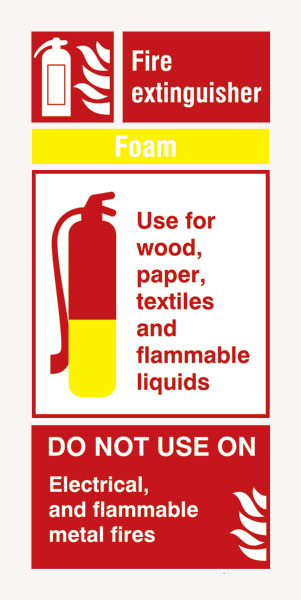 Fire
extinguisher
Foam
Use for
wood,
paper,
textiles
and
flammable
liquids
DO NOT USE ON
Electrical,
and flammable
metal fires